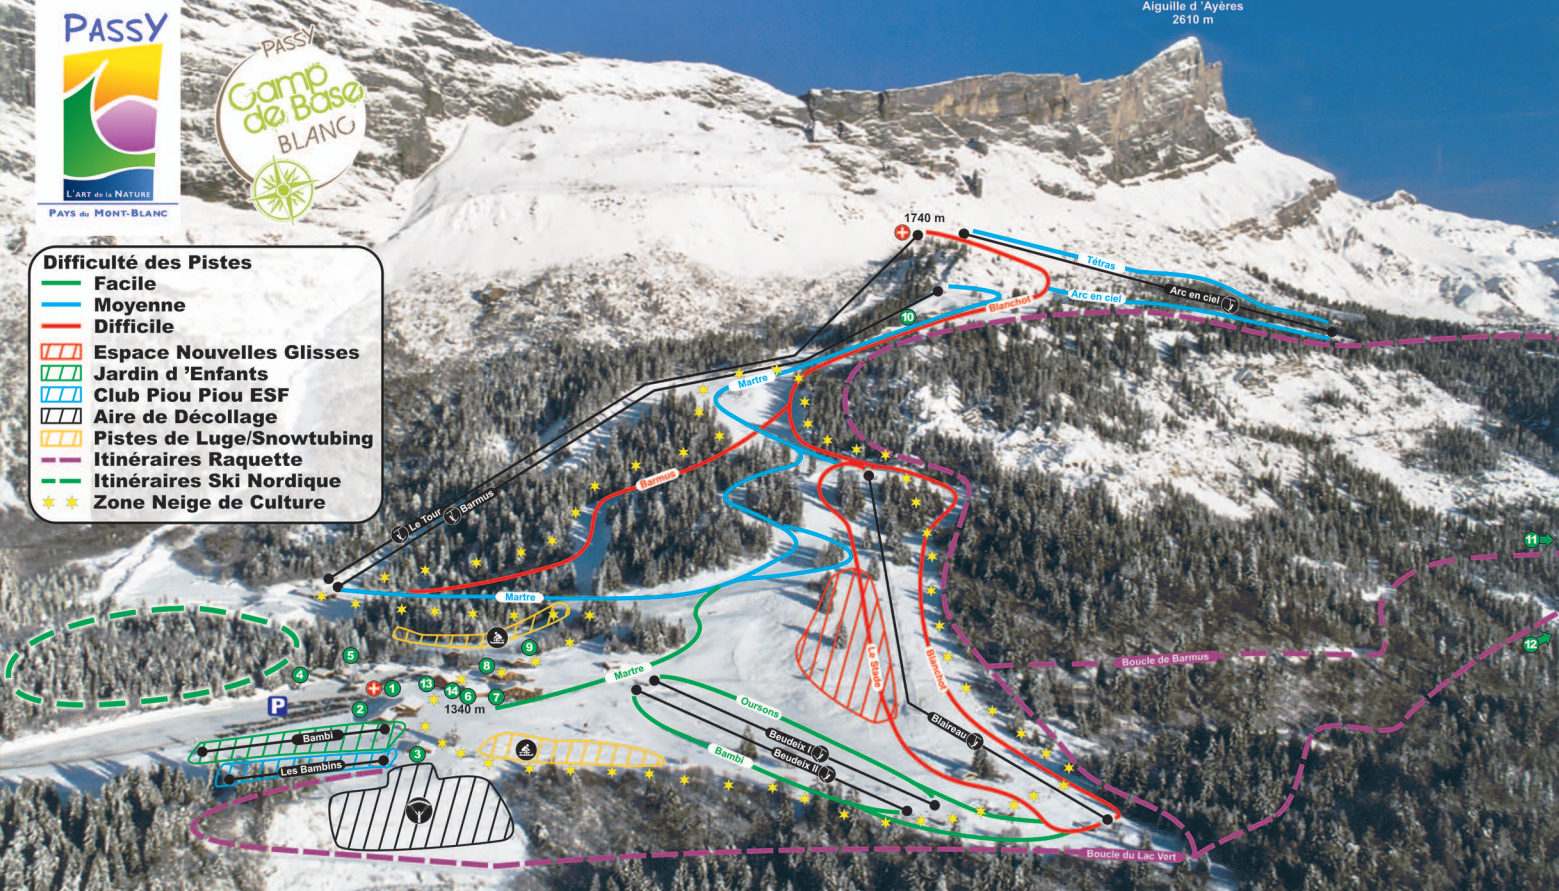 PASSY
L'ART de la NATURE
PAYS du MONT-BLANC
PASSY
Camp
de Base
BLANC
Aiguille d 'Ayères
2610 m
Difficulté des Pistes
Facile
Moyenne
Difficile
Espace Nouvelles Glisses
Jardin d 'Enfants
Club Piou Piou ESF
Aire de Décollage
Pistes de Luge/Snowtubing
Itinéraires Raquette
Itinéraires Ski Nordique
Zone Neige de Culture
1740 m
Tétras
Arc en ciel
Arc en ciel
Blanchot
10
Martre
Barmus
Le Tour
Barmus
Martre
11
12
Boucle de Barmus
Le Stade
Blanchot
Blaireau
9
5
8
4
Martre
1
13
14
6
7
1340 m
P
2
Oursons
Beudeix I
Beudeix II
Bambi
Bambi
3
Les Bambins
Boucle du Lac Vert